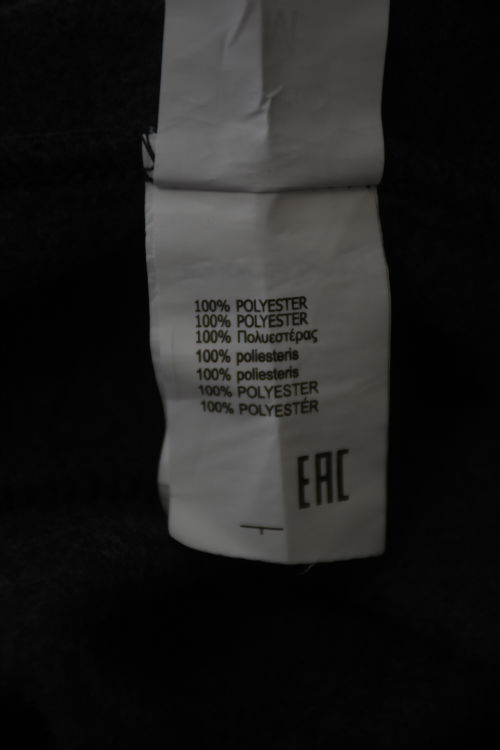 100% POLYESTER
100% POLYESTER
100% Πολυεστέρας
100% poliesteris
100% poliesteris
100% POLYESTER
100% POLYESTÉR
EAC